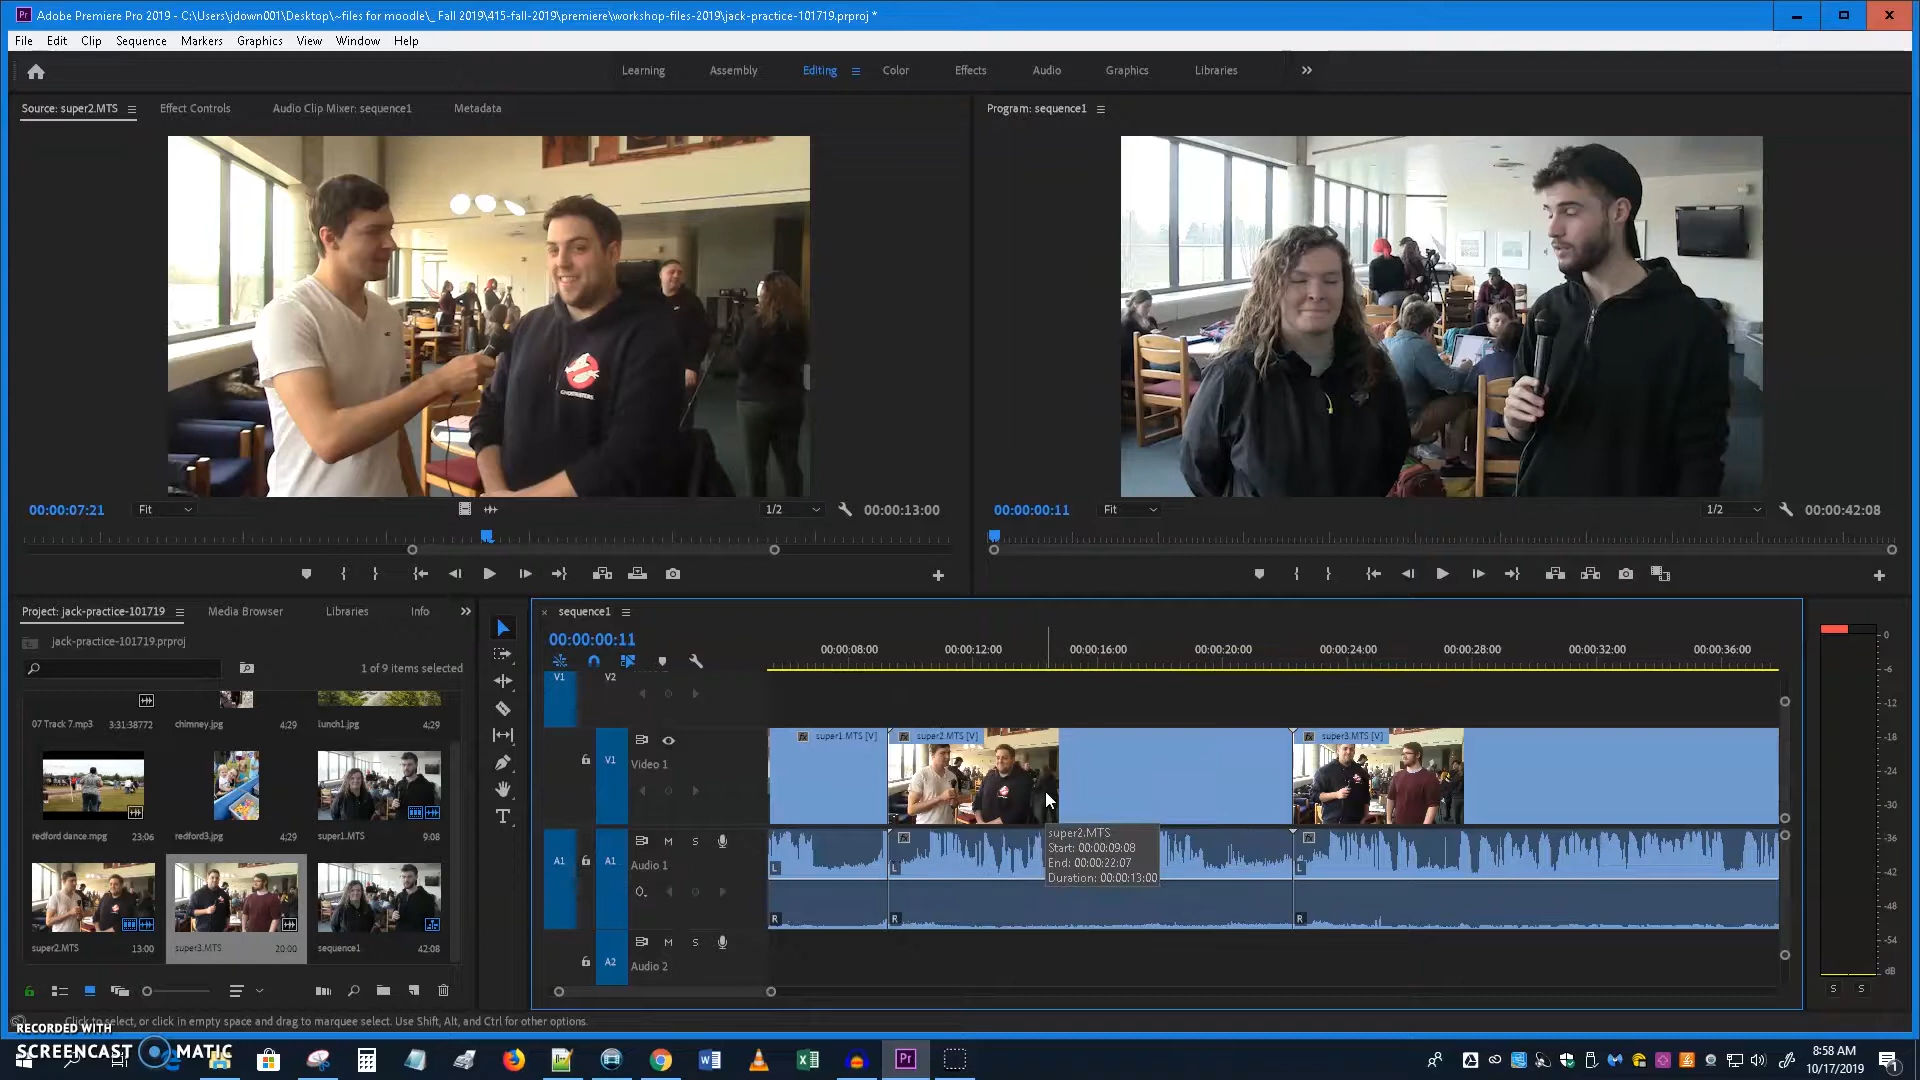 Adobe Premiere Pro 2019 - C:\Users\jdown001\Desktop\~files for moodle\_ Fall 2019\415-fall-2019\premiere\workshop-files-2019\jack-practice-101719.prproj *
File Edit Clip Sequence Markers Graphics View Window Help
Learning Assembly Editing Color Effects Audio Graphics Libraries
Source: super2.MTS Effect Controls Audio Clip Mixer: sequence1 Metadata
Program: sequence1
GHOSTBUSTERS
00:00:07:21 Fit 1/2 00:00:13:00
00:00:00:11 Fit 1/2 00:00:42:08
Project: jack-practice-101719 Media Browser Libraries Info
jack-practice-101719.prproj
1 of 9 items selected
07 Track 7.mp3 3:31:38772
chimney.jpg 4;29
lunch1.jpg 4;29
redford dance.mpg 23:06
redford3.jpg 4;29
super1.MTS 9:08
super2.MTS 13:00
super3.MTS 20:00
sequence1 42:08
sequence1
00:00:00:11
00:00:08:00 00:00:12:00 00:00:16:00 00:00:20:00 00:00:24:00 00:00:28:00 00:00:32:00 00:00:36:00
V1 V2
V1 Video 1
super1.MTS [V] super2.MTS [V] super3.MTS [V]
A1 A1 M S
Audio 1
L L L
R R R
A2 M S
Audio 2
super2.MTS
Start: 00:00:09:08
End: 00:00:22:07
Duration: 00:00:13:00
0
-6
-12
-18
-24
-30
-36
-42
-48
-54
dB
S S
Click to select, or click in empty space and drag to marquee select. Use Shift, Alt, and Ctrl for other options.
RECORDED WITH
SCREENCAST MATIC
8:58 AM
10/17/2019